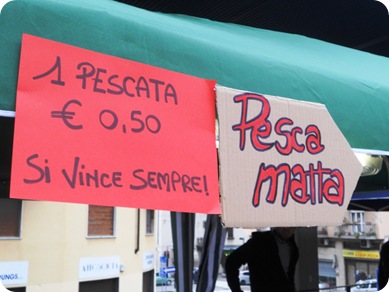 1 PESCATA
€ 0,50
Si VINCE SEMPRE!
Pesca
matta